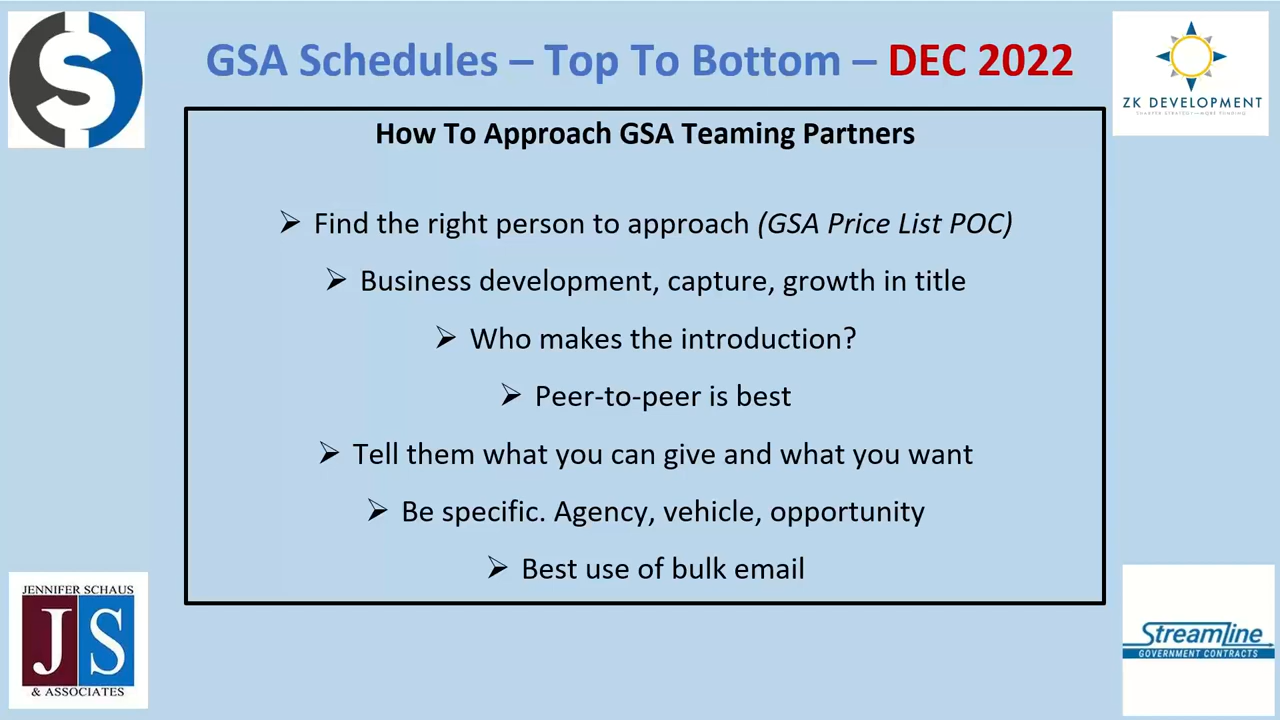 GSA Schedules – Top To Bottom – DEC 2022
ZK DEVELOPMENT
How To Approach GSA Teaming Partners
Find the right person to approach (GSA Price List POC)
Business development, capture, growth in title
Who makes the introduction?
Peer-to-peer is best
Tell them what you can give and what you want
Be specific. Agency, vehicle, opportunity
Best use of bulk email
JENNIFER SCHAUS
JS
& ASSOCIATES
Streamline
GOVERNMENT CONTRACTS